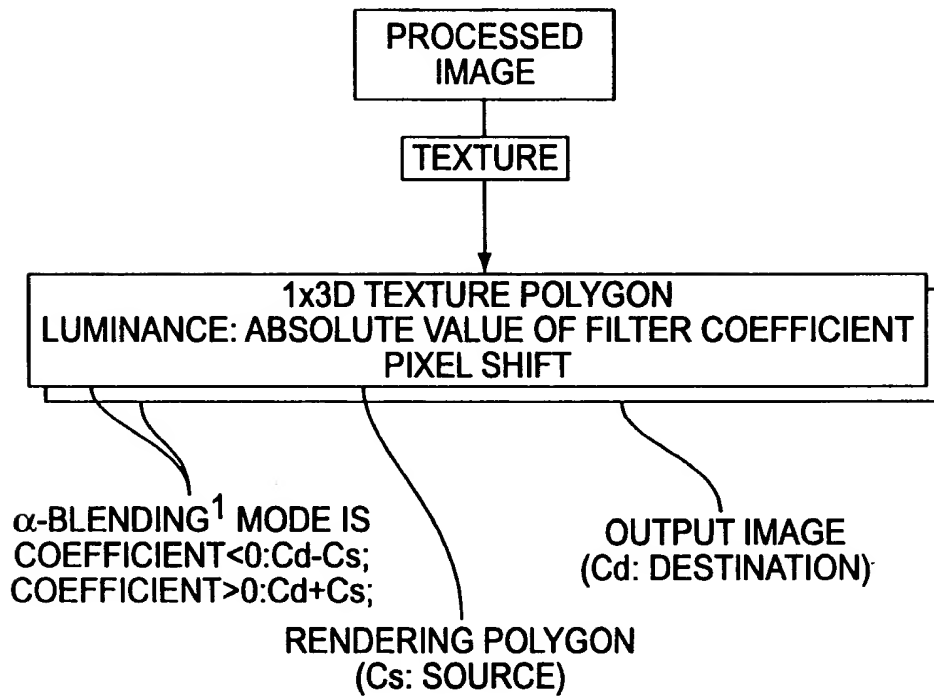 PROCESSED
IMAGE
TEXTURE
1x3D TEXTURE POLYGON
LUMINANCE: ABSOLUTE VALUE OF FILTER COEFFICIENT
PIXEL SHIFT
α-BLENDING¹ MODE IS
COEFFICIENT<0:Cd-Cs;
COEFFICIENT>0:Cd+Cs;
OUTPUT IMAGE
(Cd: DESTINATION)
RENDERING POLYGON
(Cs: SOURCE)